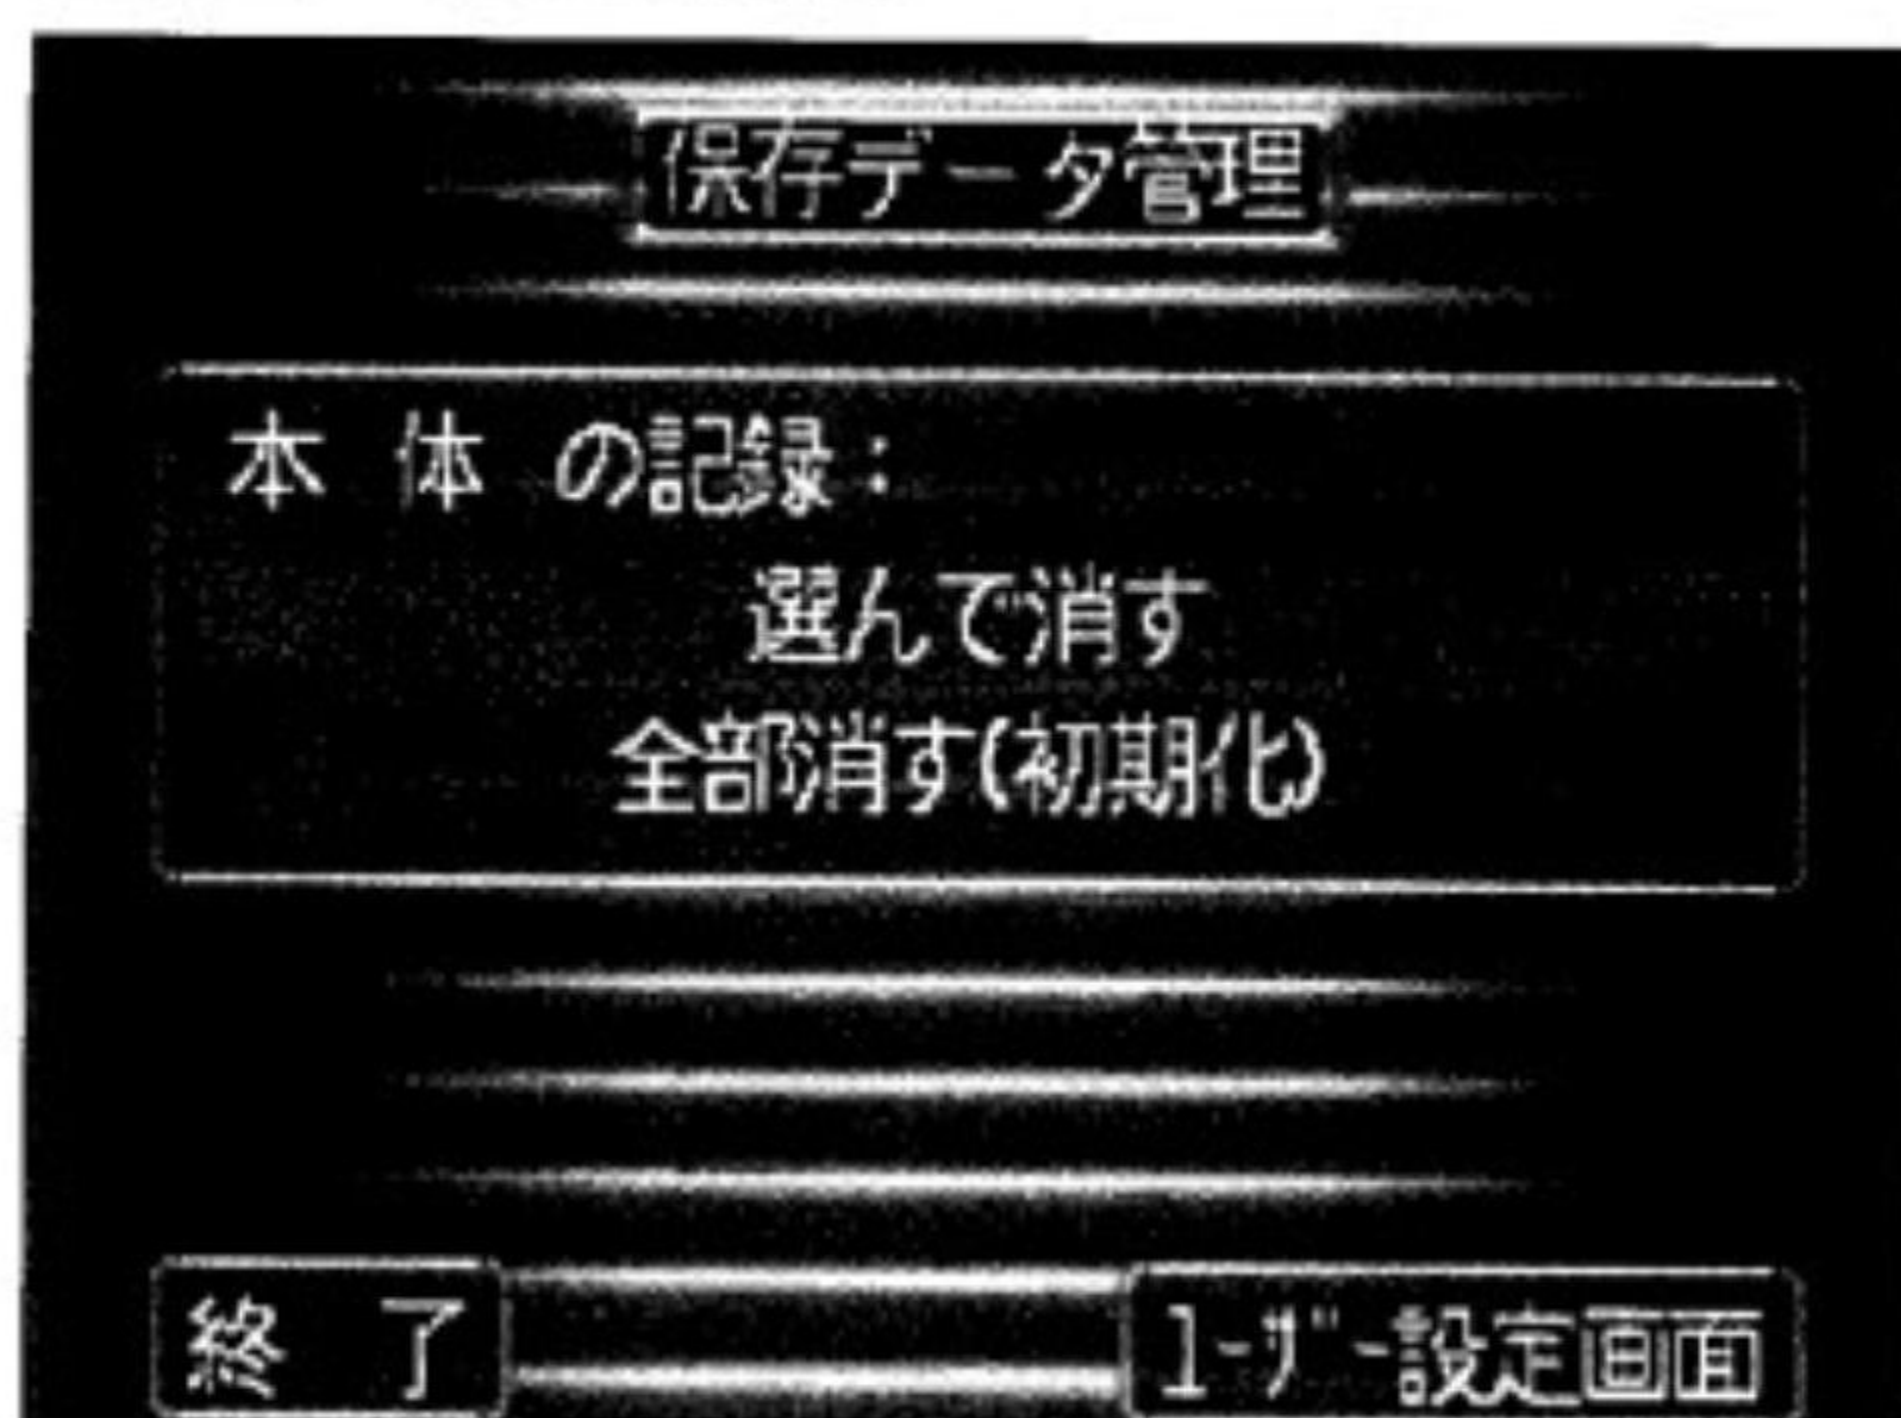 保存データ管理
本 体 の記録:
選んで消す
全部消す(初期化)
終 了
ユーザー設定画面